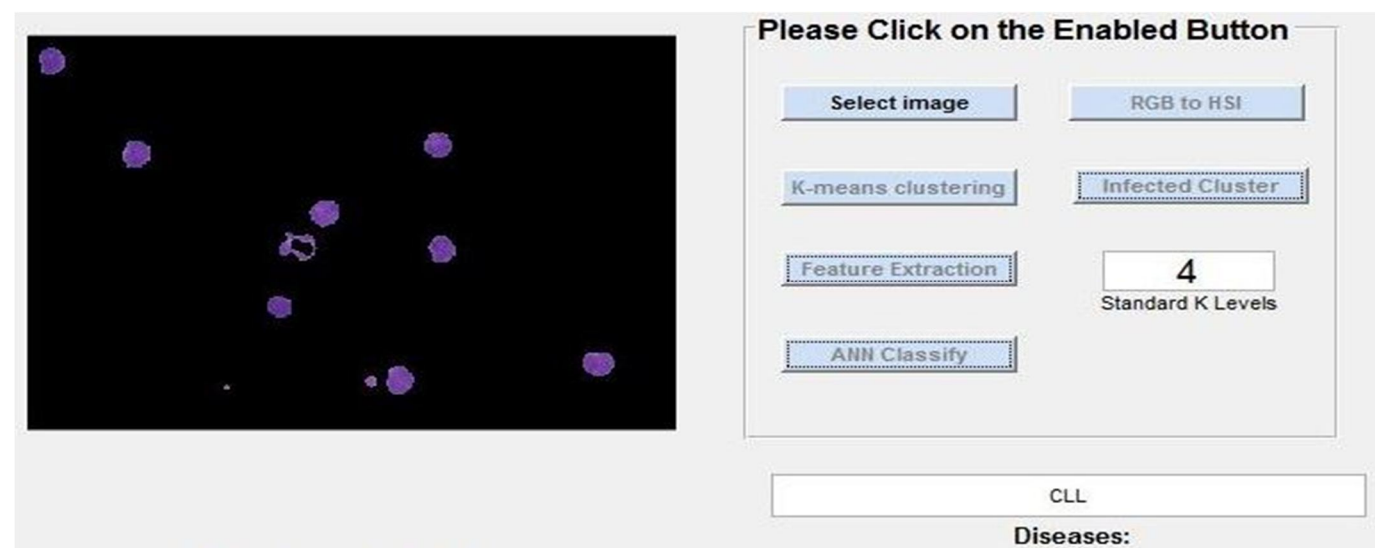 Please Click on the Enabled Button
Select image
RGB to HSI
K-means clustering
Infected Cluster
Feature Extraction
4
Standard K Levels
ANN Classify
CLL
Diseases: